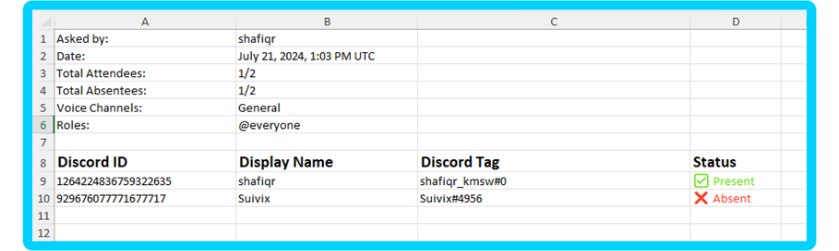 A B C D
1 Asked by: shafiqr
2 Date: July 21, 2024, 1:03 PM UTC
3 Total Attendees: 1/2
4 Total Absentees: 1/2
5 Voice Channels: General
6 Roles: @everyone
7
8 Discord ID Display Name Discord Tag Status
9 1264224836759322635 shafiqr shafiqr_kmsw#0 ✅ Present
10 929676077771677717 Suivix Suivix#4956 ❌ Absent
11
12